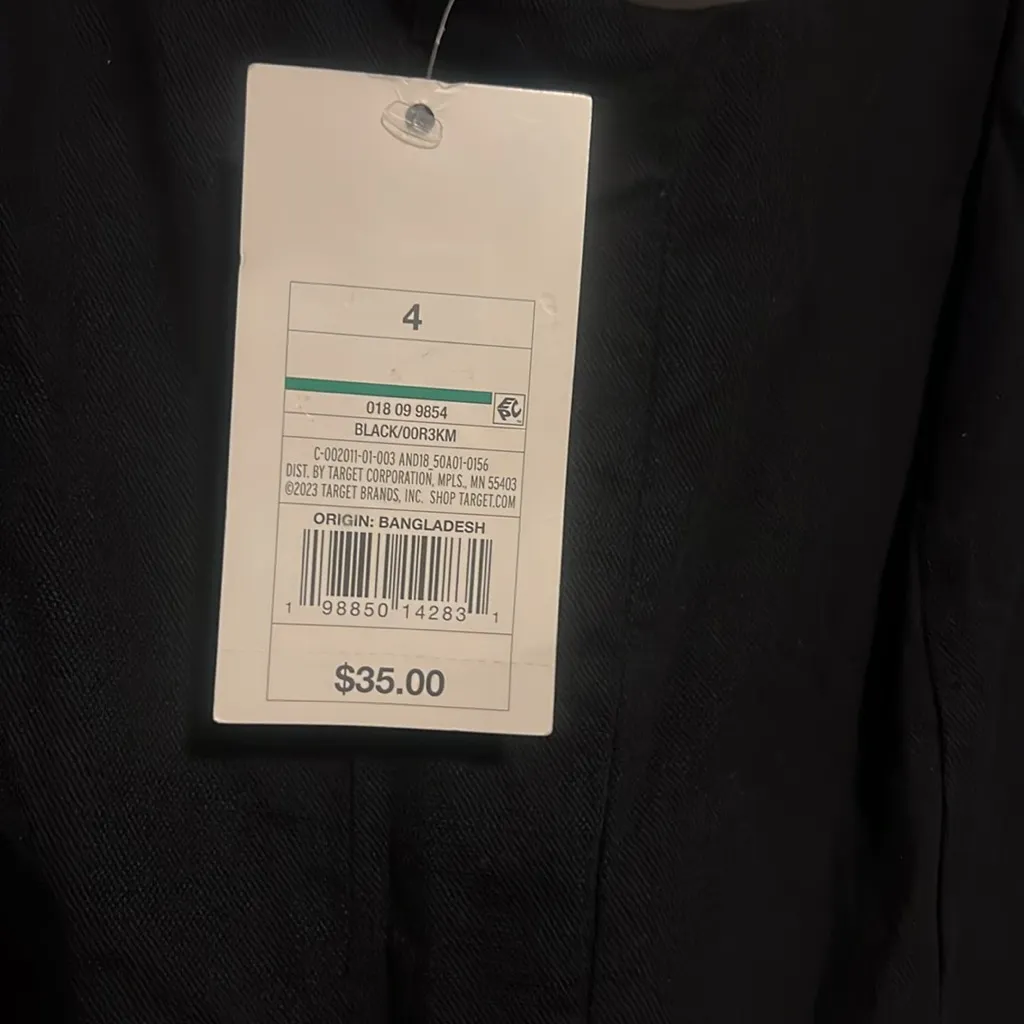 4
018 09 9854
BLACK/00R3KM
C-002011-01-003 AND18_50A01-0156
DIST. BY TARGET CORPORATION, MPLS., MN 55403
©2023 TARGET BRANDS, INC. SHOP TARGET.COM
ORIGIN: BANGLADESH
1 98850 14283 1
$35.00